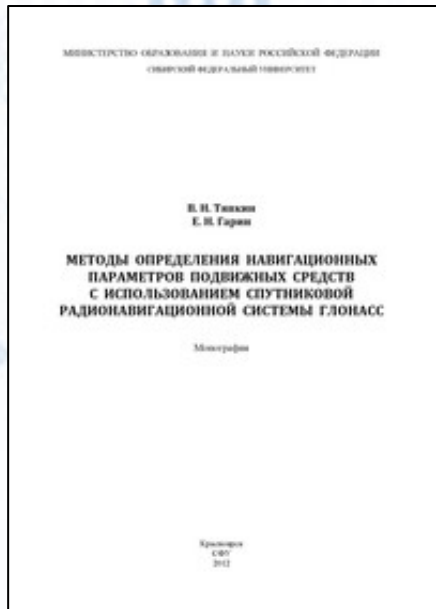 МИНИСТЕРСТВО ОБРАЗОВАНИЯ И НАУКИ РОССИЙСКОЙ ФЕДЕРАЦИИ
СИБИРСКИЙ ФЕДЕРАЛЬНЫЙ УНИВЕРСИТЕТ
В. Н. Тяпкин
Е. Н. Гарин
МЕТОДЫ ОПРЕДЕЛЕНИЯ НАВИГАЦИОННЫХ
ПАРАМЕТРОВ ПОДВИЖНЫХ СРЕДСТВ
С ИСПОЛЬЗОВАНИЕМ СПУТНИКОВОЙ
РАДИОНАВИГАЦИОННОЙ СИСТЕМЫ ГЛОНАСС
Монография
Красноярск
СФУ
2012